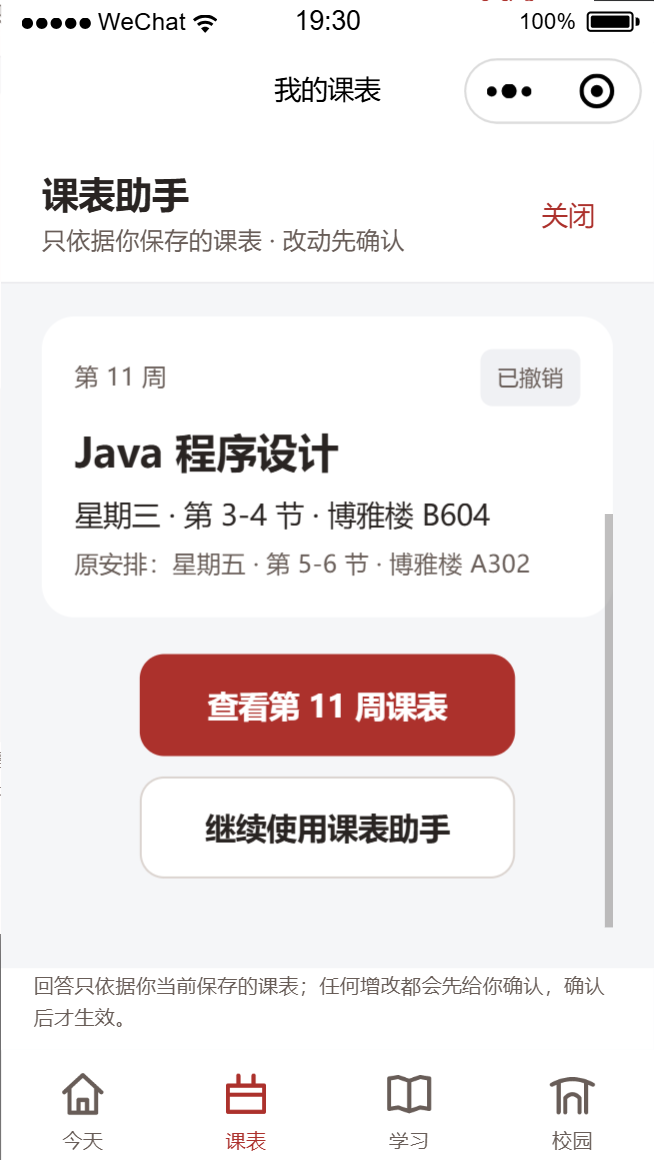 ●●●●● WeChat 19:30 100%
我的课表
课表助手
只依据你保存的课表 · 改动先确认
关闭
第 11 周
已撤销
Java 程序设计
星期三 · 第 3-4 节 · 博雅楼 B604
原安排：星期五 · 第 5-6 节 · 博雅楼 A302
查看第 11 周课表
继续使用课表助手
回答只依据你当前保存的课表；任何增改都会先给你确认，确认
后才生效。
今天 课表 学习 校园